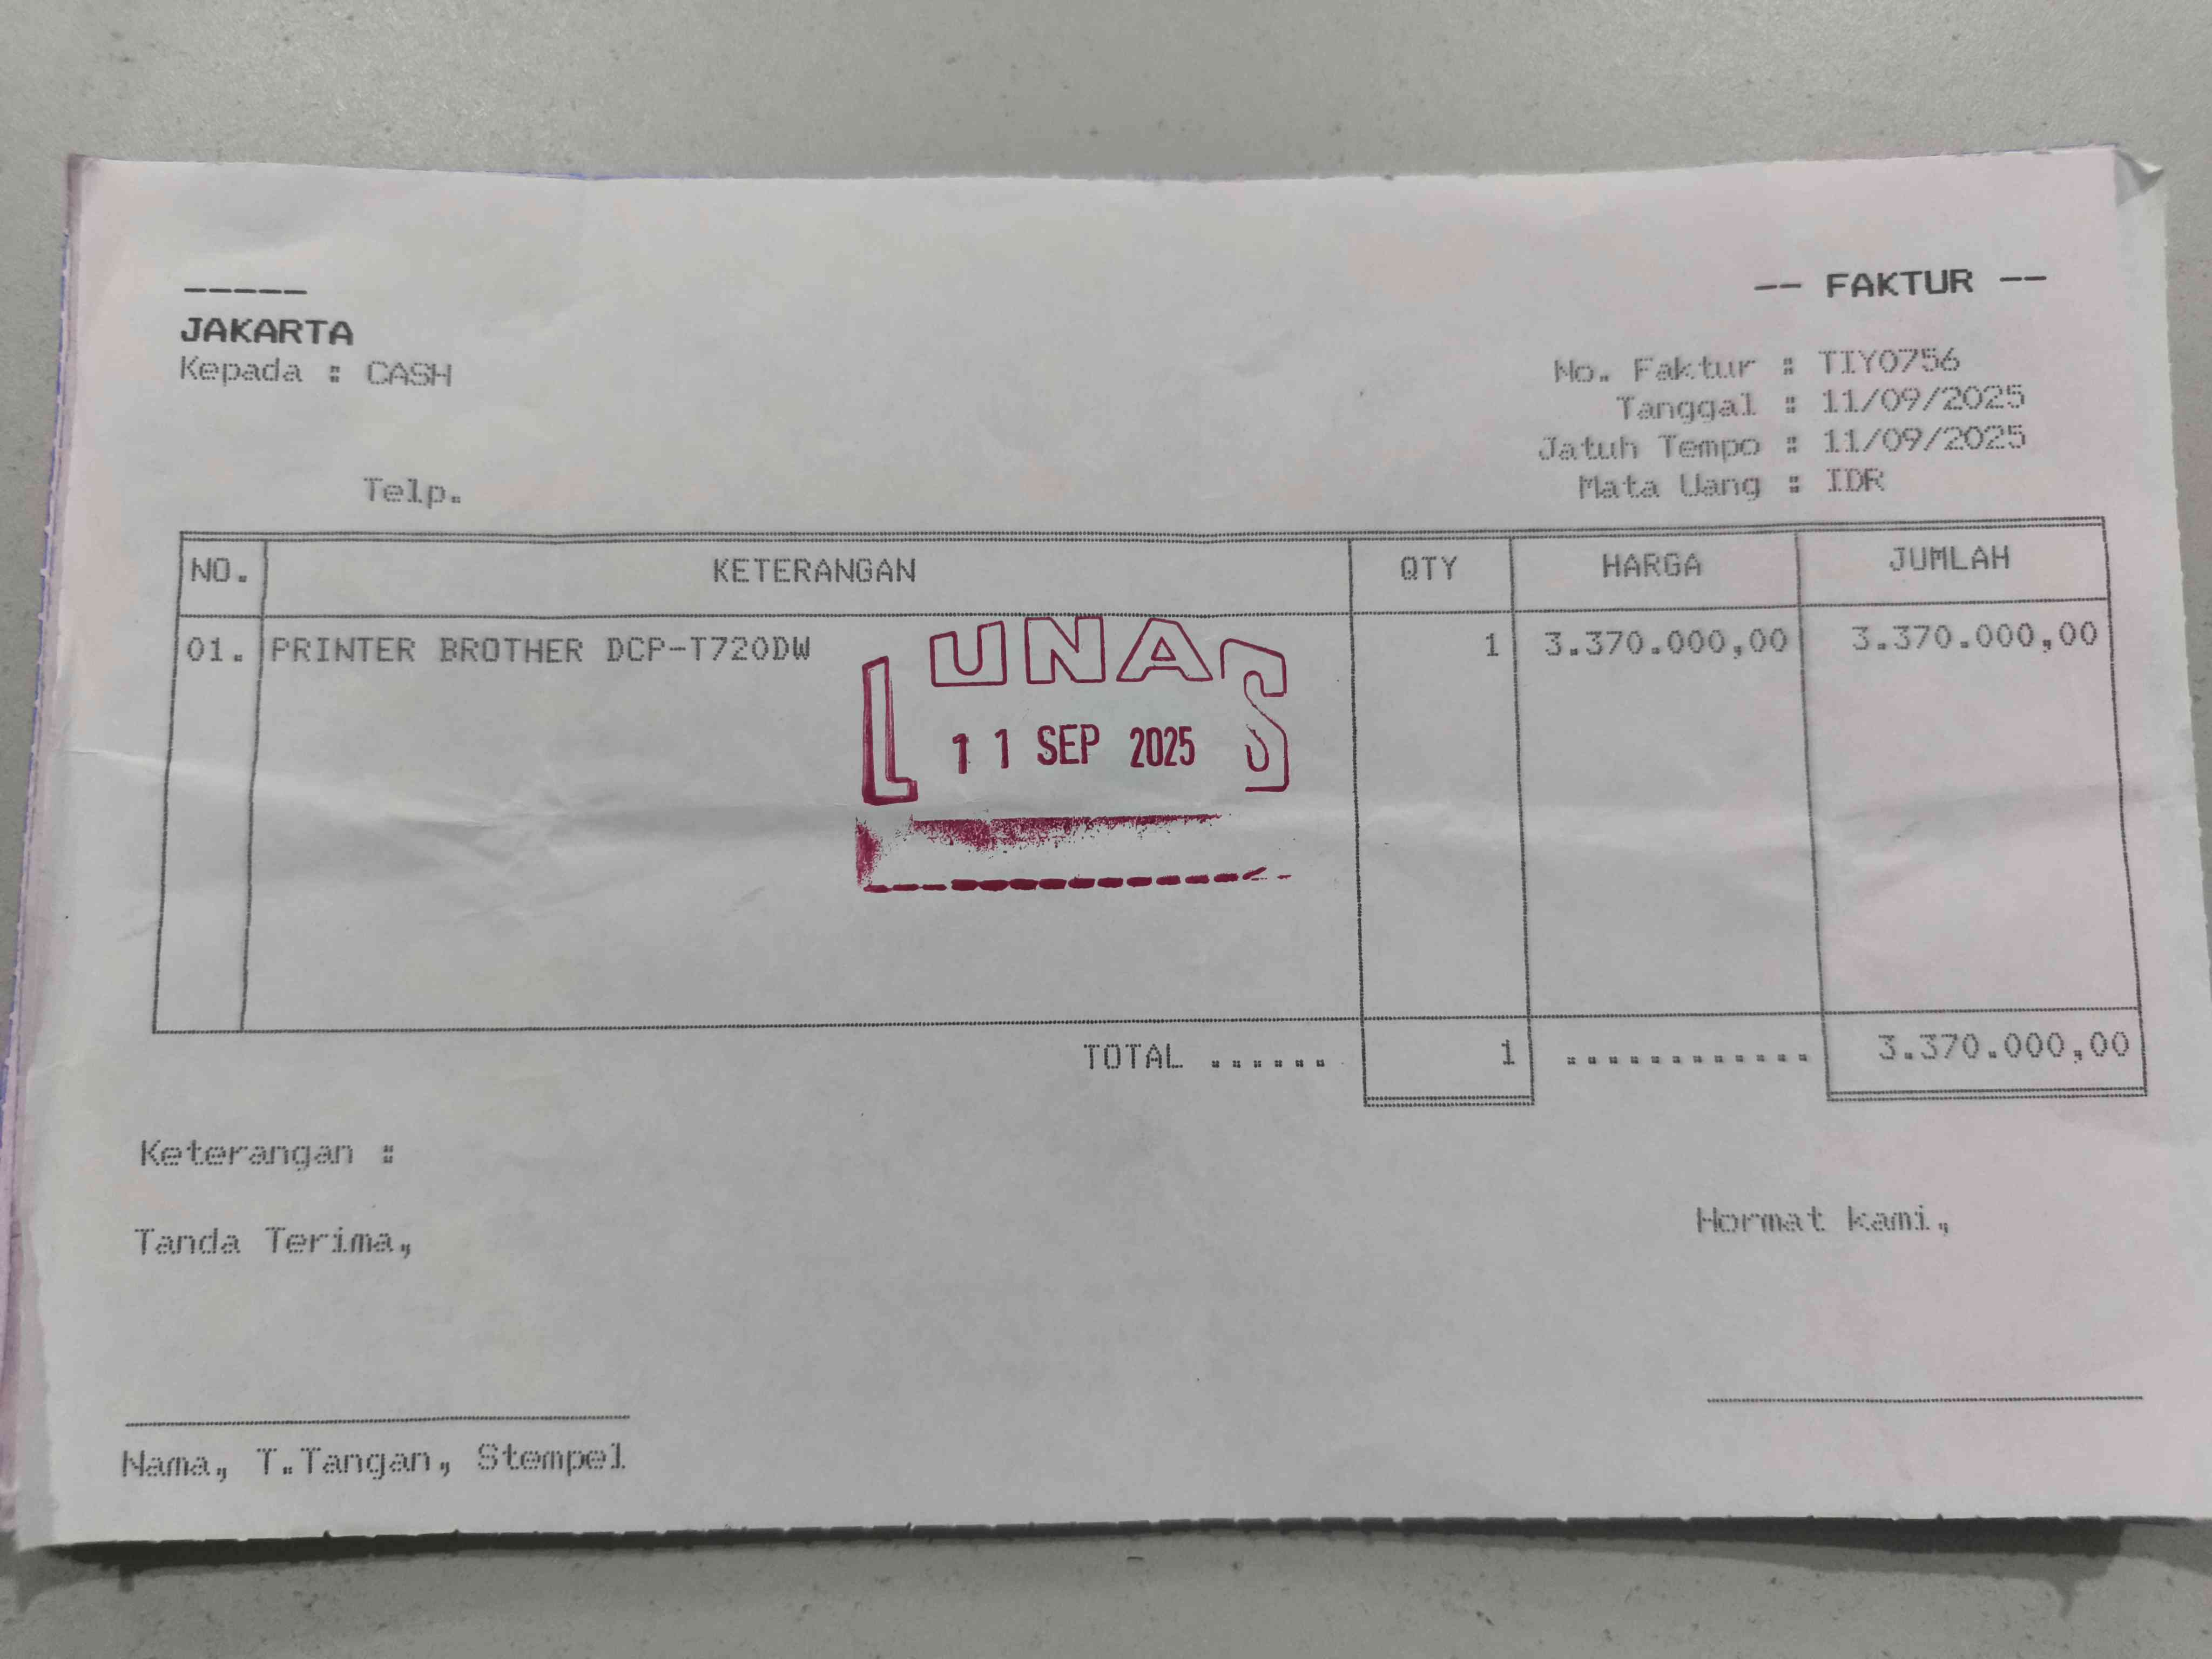 -----
-- FAKTUR --
JAKARTA
Kepada : CASH
No. Faktur : TIY0756
Tanggal : 11/09/2025
Jatuh Tempo : 11/09/2025
Telp.
Mata Uang : IDR
NO. KETERANGAN QTY HARGA JUMLAH
01. PRINTER BROTHER DCP-T720DW 1 3.370.000,00 3.370.000,00
LUNAS
11 SEP 2025
TOTAL ...... 1 ............ 3.370.000,00
Keterangan :
Tanda Terima,
Hormat kami,
Nama, T.Tangan, Stempel